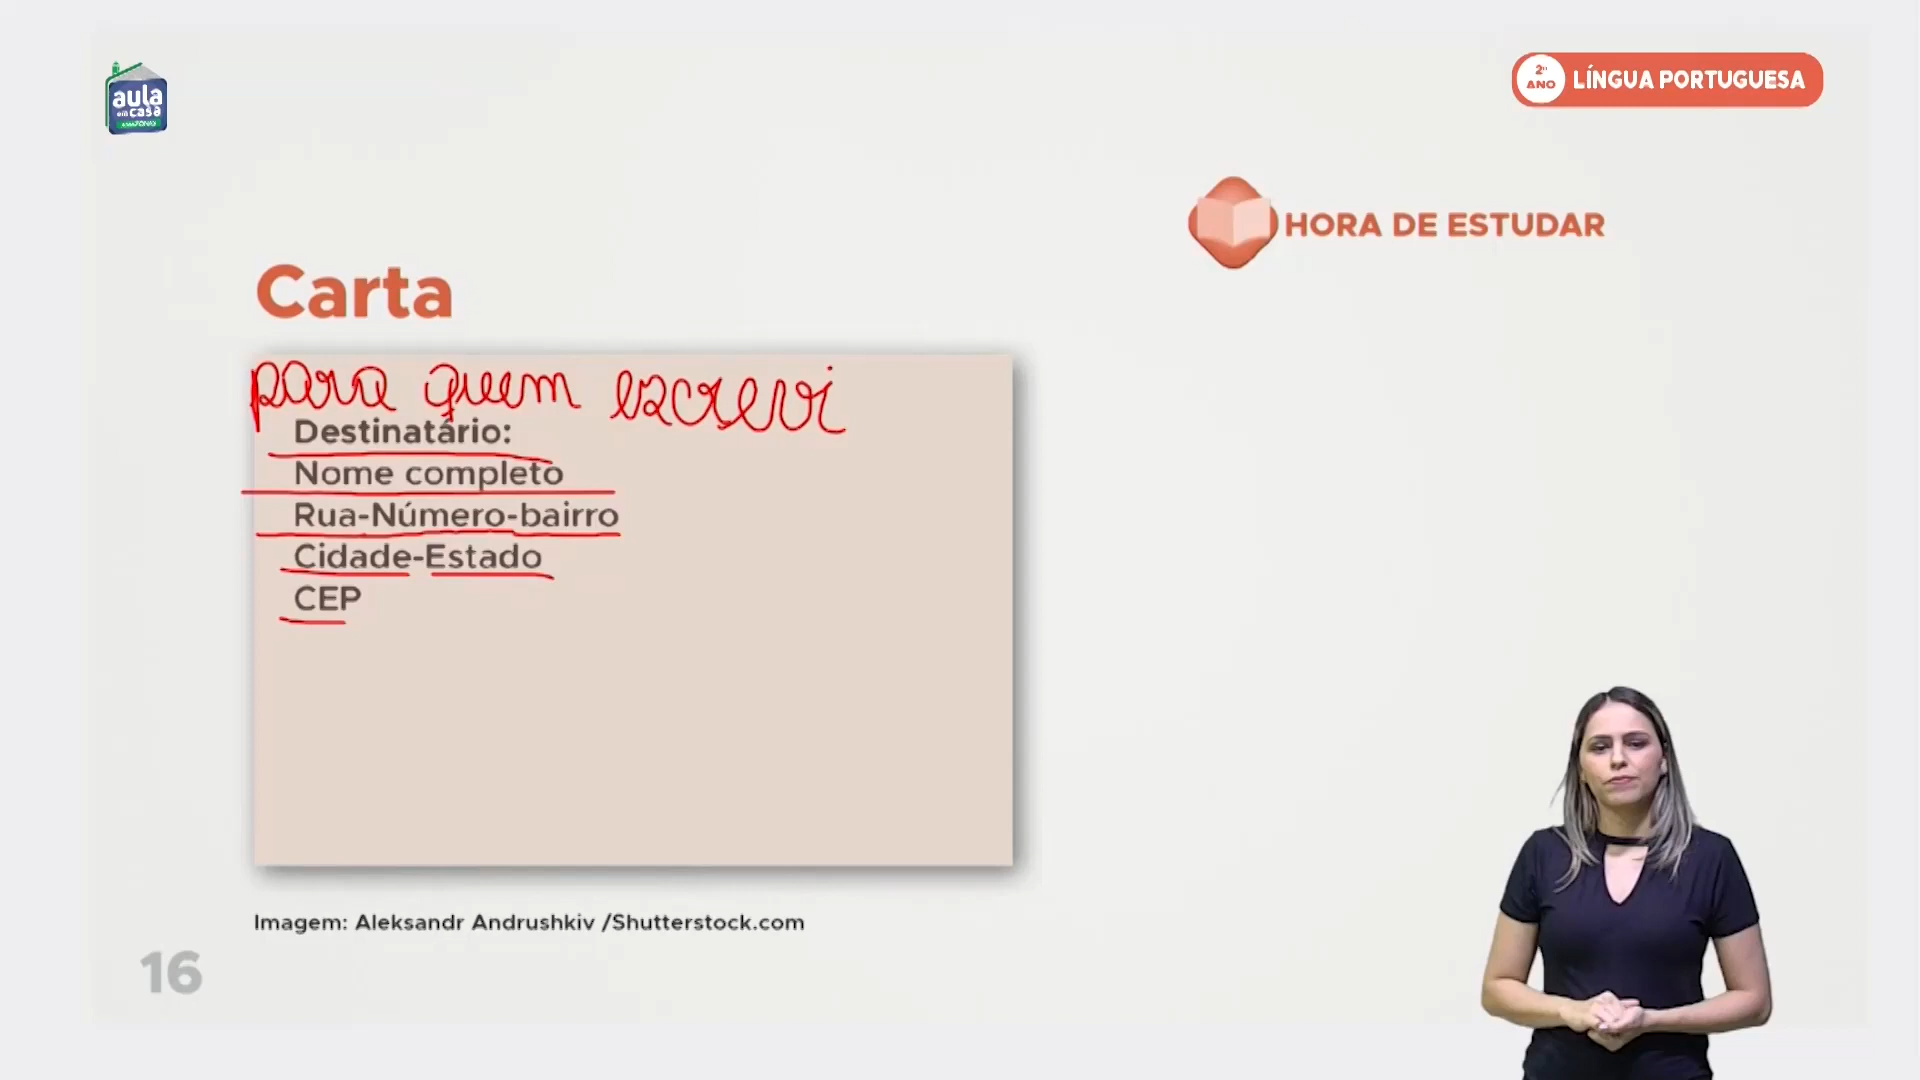 aula
em casa
2º
ANO
LÍNGUA PORTUGUESA
HORA DE ESTUDAR
Carta
para quem escrevi
Destinatário:
Nome completo
Rua-Número-bairro
Cidade-Estado
CEP
Imagem: Aleksandr Andrushkiv /Shutterstock.com
16